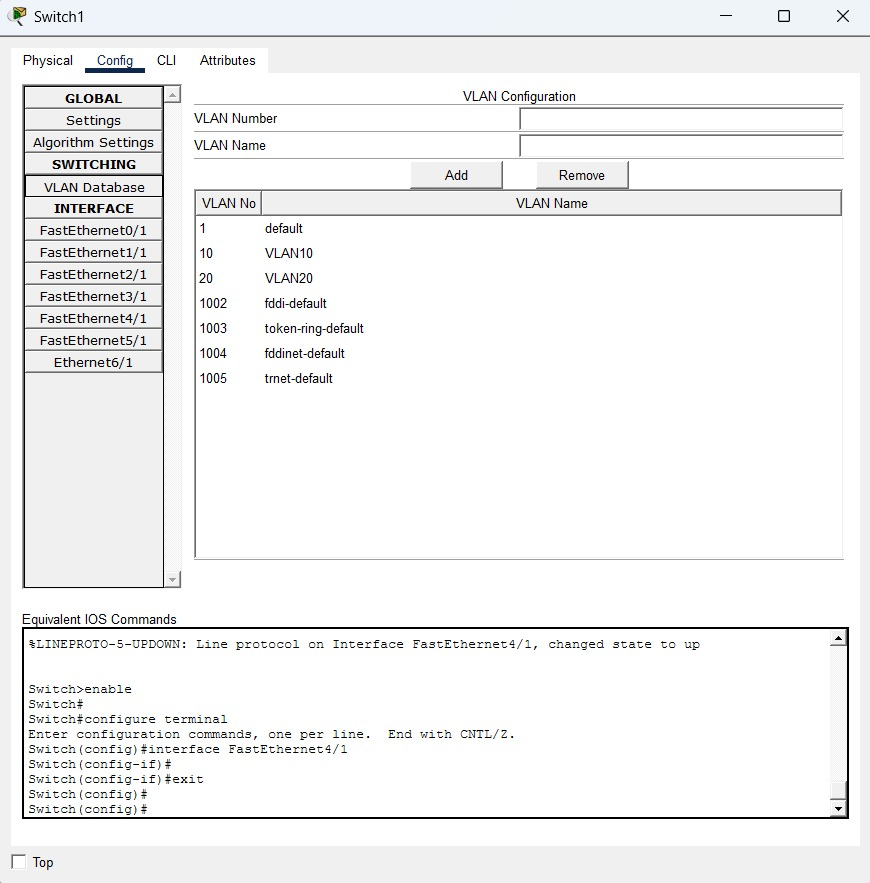 Switch1
Physical Config CLI Attributes
GLOBAL
Settings
Algorithm Settings
SWITCHING
VLAN Database
INTERFACE
FastEthernet0/1
FastEthernet1/1
FastEthernet2/1
FastEthernet3/1
FastEthernet4/1
FastEthernet5/1
Ethernet6/1
VLAN Configuration
VLAN Number
VLAN Name
Add Remove
VLAN No VLAN Name
1 default
10 VLAN10
20 VLAN20
1002 fddi-default
1003 token-ring-default
1004 fddinet-default
1005 trnet-default
Equivalent IOS Commands
%LINEPROTO-5-UPDOWN: Line protocol on Interface FastEthernet4/1, changed state to up
Switch>enable
Switch#
Switch#configure terminal
Enter configuration commands, one per line.  End with CNTL/Z.
Switch(config)#interface FastEthernet4/1
Switch(config-if)#
Switch(config-if)#exit
Switch(config)#
Switch(config)#
Top